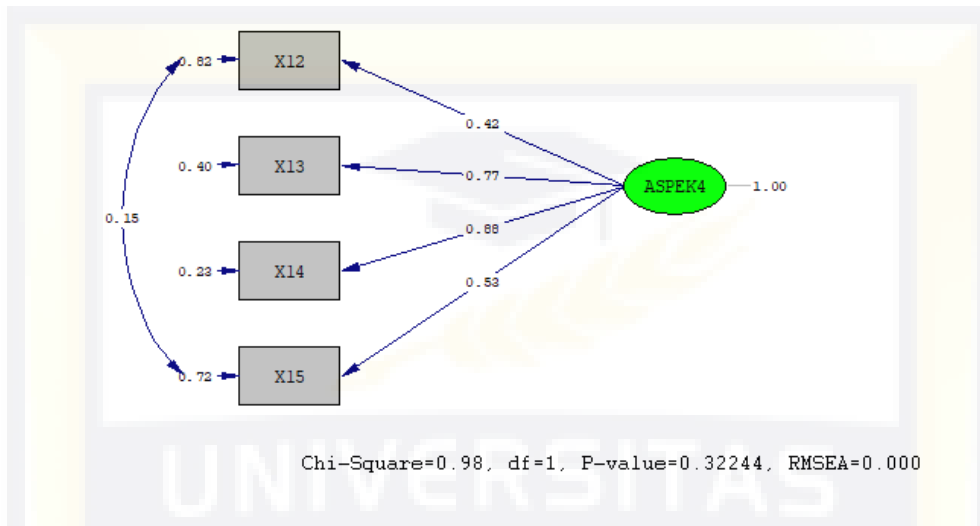 0.82
X12
0.42
0.40
X13
0.77
ASPEK4
1.00
0.15
0.88
0.23
X14
0.53
0.72
X15
Chi-Square=0.98, df=1, P-value=0.32244, RMSEA=0.000
UNIVERSITAS